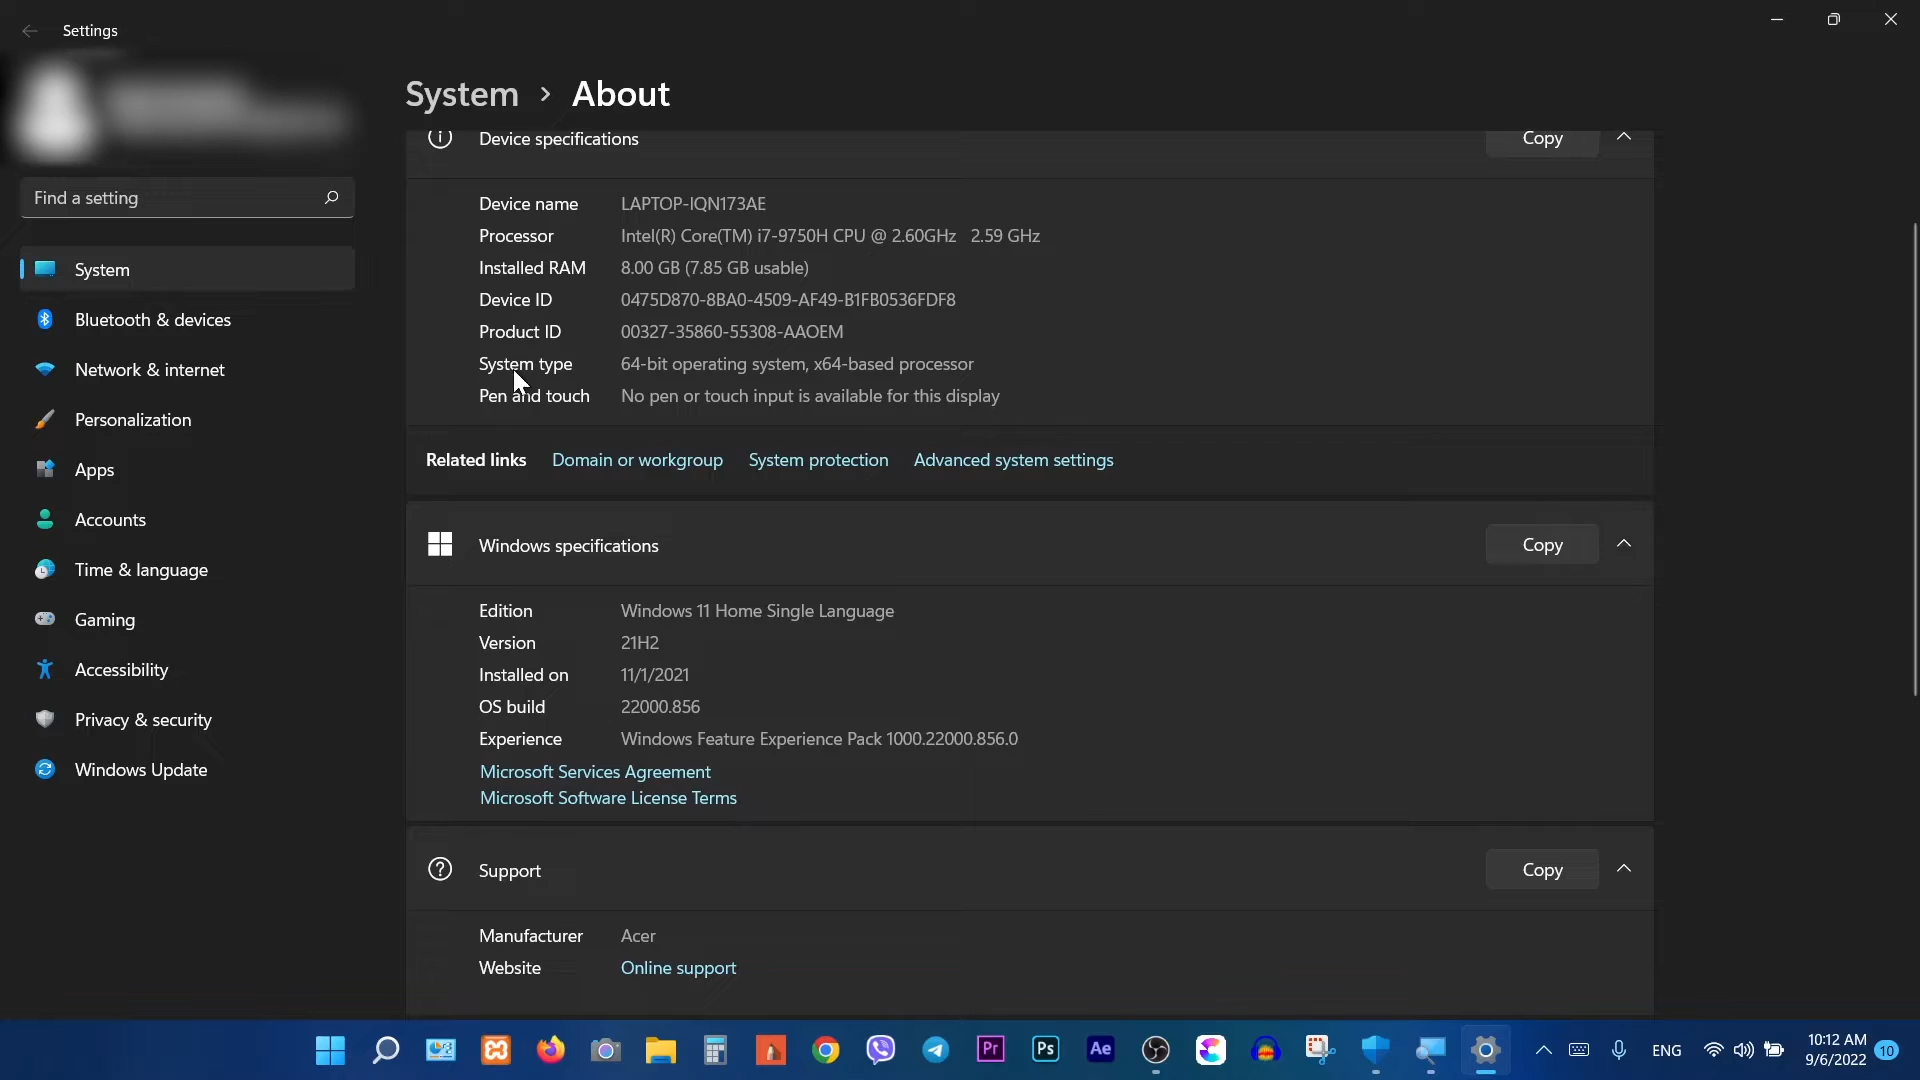 Settings
System > About
Device specifications
Copy
Find a setting
Device name LAPTOP-IQN173AE
Processor Intel(R) Core(TM) i7-9750H CPU @ 2.60GHz 2.59 GHz
Installed RAM 8.00 GB (7.85 GB usable)
Device ID 0475D870-8BA0-4509-AF49-B1FB0536FDF8
Product ID 00327-35860-55308-AAOEM
System type 64-bit operating system, x64-based processor
Pen and touch No pen or touch input is available for this display
System
Bluetooth & devices
Network & internet
Personalization
Apps
Accounts
Time & language
Gaming
Accessibility
Privacy & security
Windows Update
Related links Domain or workgroup System protection Advanced system settings
Windows specifications
Copy
Edition Windows 11 Home Single Language
Version 21H2
Installed on 11/1/2021
OS build 22000.856
Experience Windows Feature Experience Pack 1000.22000.856.0
Microsoft Services Agreement
Microsoft Software License Terms
Support
Copy
Manufacturer Acer
Website Online support
Pr
Ps
Ae
ENG
10:12 AM
9/6/2022
10